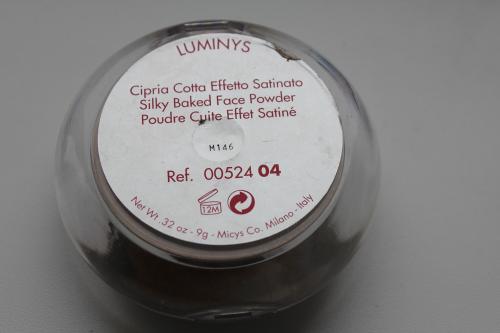 LUMINYS
Cipria Cotta Effetto Satinato
Silky Baked Face Powder
Poudre Cuite Effet Satiné
M146
Ref. 00524 04
12M
Net Wt .32 oz - 9g - Micys Co. Milano - Italy